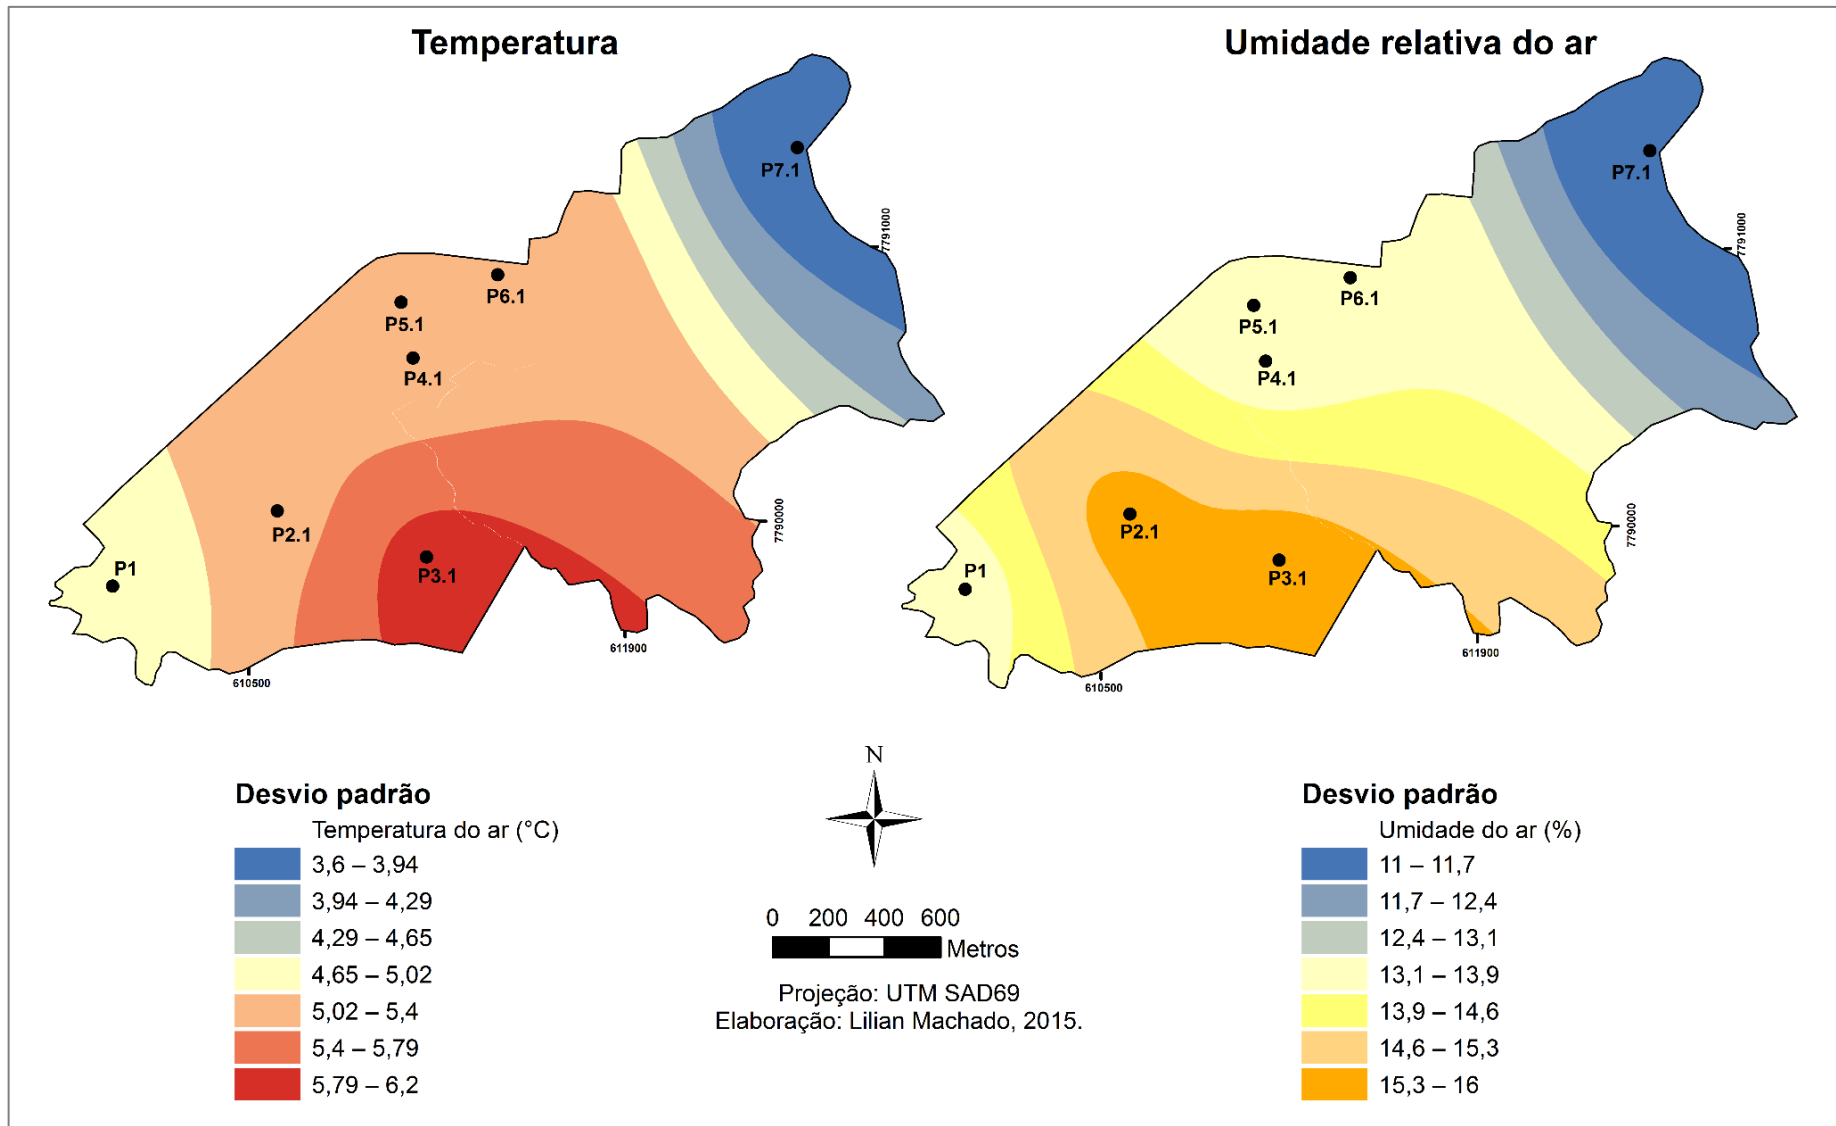 Temperatura
P7.1
7791000
P6.1
P5.1
P4.1
P2.1
7790000
P1
P3.1
611900
610500
Umidade relativa do ar
P7.1
7791000
P6.1
P5.1
P4.1
P2.1
7790000
P1
P3.1
611900
610500
Desvio padrão
Temperatura do ar (°C)
3,6 – 3,94
3,94 – 4,29
4,29 – 4,65
4,65 – 5,02
5,02 – 5,4
5,4 – 5,79
5,79 – 6,2
N
0 200 400 600
Metros
Projeção: UTM SAD69
Elaboração: Lilian Machado, 2015.
Desvio padrão
Umidade do ar (%)
11 – 11,7
11,7 – 12,4
12,4 – 13,1
13,1 – 13,9
13,9 – 14,6
14,6 – 15,3
15,3 – 16